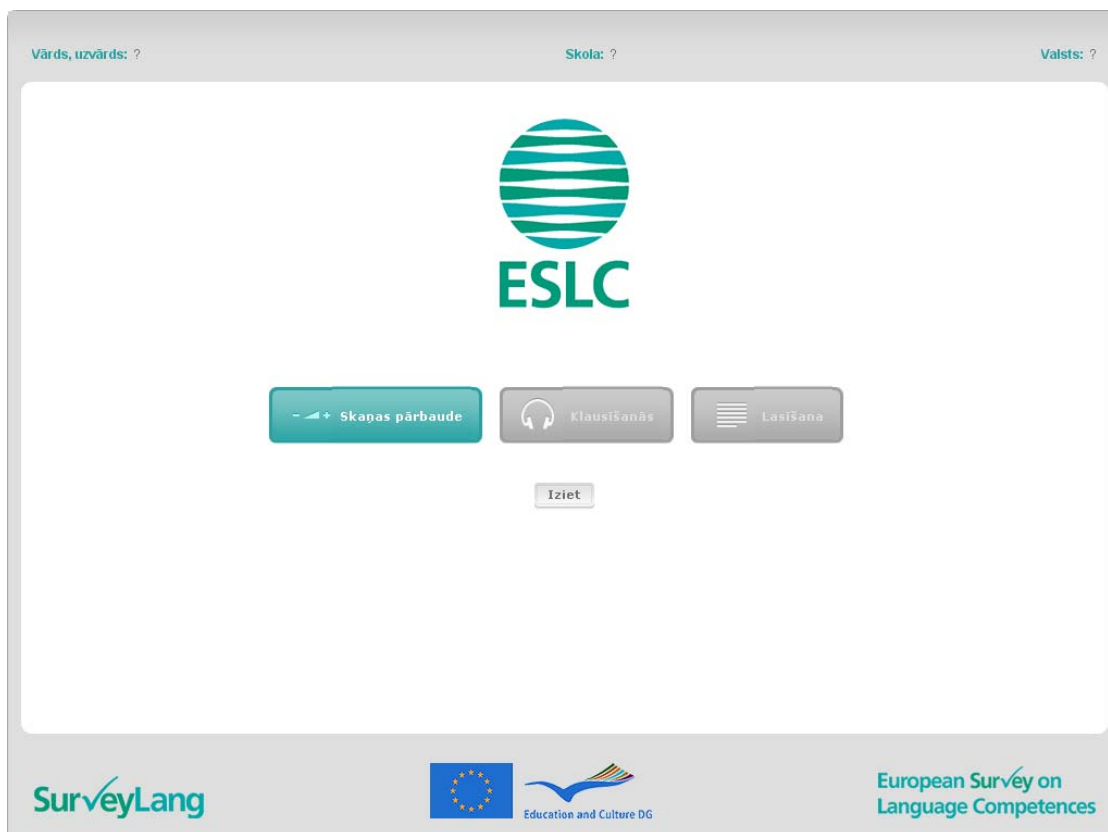 Vārds, uzvārds: ?
Skola: ?
Valsts: ?
ESLC
- + Skaņas pārbaude
Klausīšanās
Lasīšana
Iziet
SurveyLang
Education and Culture DG
European Survey on
Language Competences